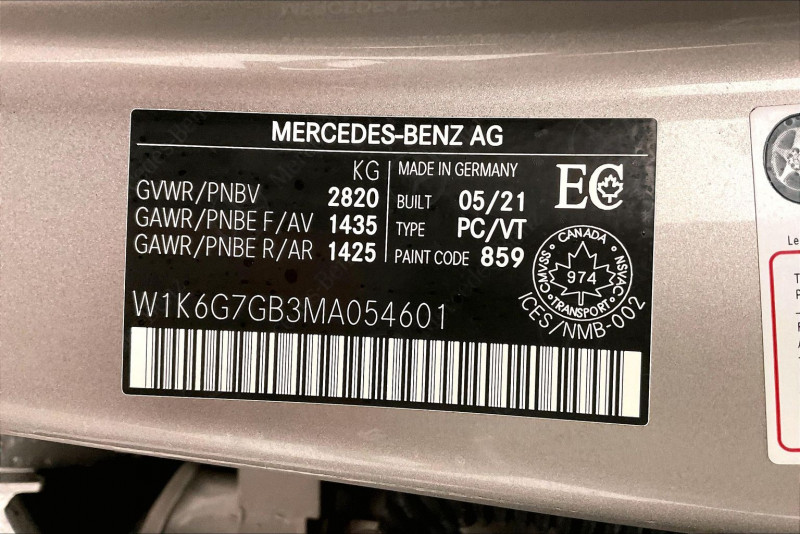 MERCEDES-BENZ AG
KG
GVWR/PNBV 2820
GAWR/PNBE F/AV 1435
GAWR/PNBE R/AR 1425
MADE IN GERMANY
BUILT 05/21
TYPE PC/VT
PAINT CODE 859
EC
CANADA
CMVSS 974 NSVAC
TRANSPORT
ICES/NMB-002
W1K6G7GB3MA054601
Le